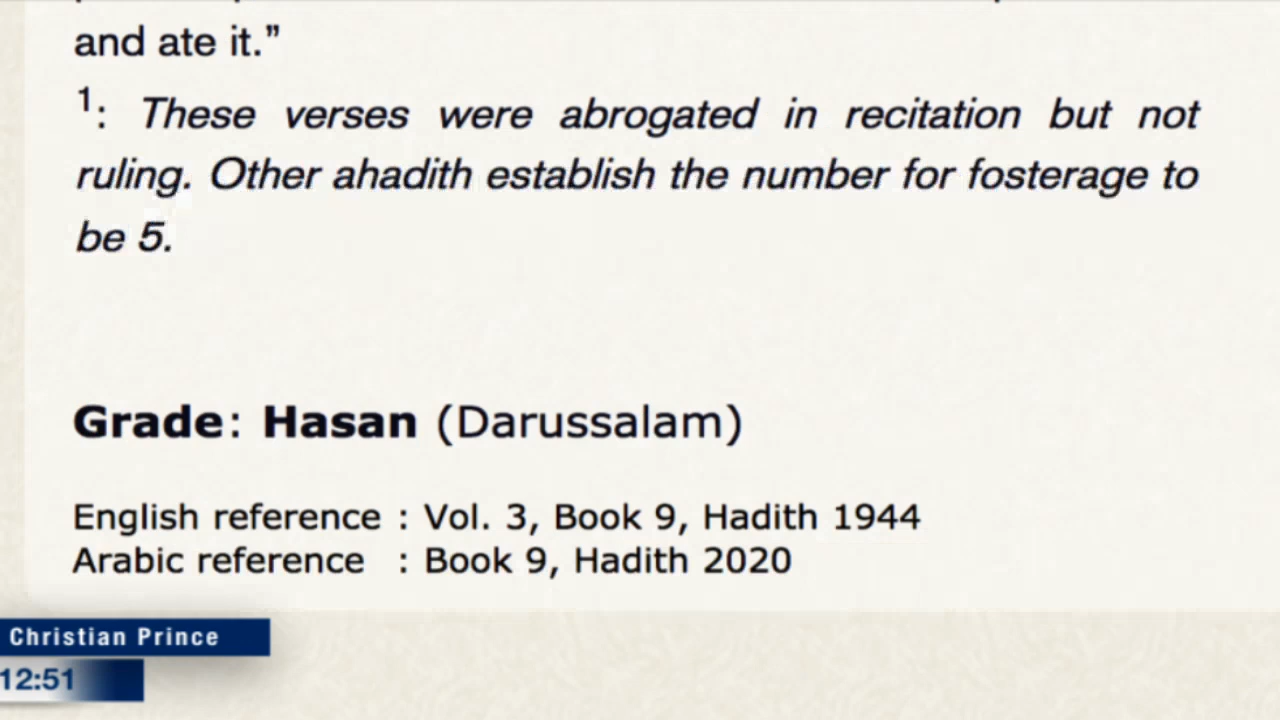 and ate it.”
1: These verses were abrogated in recitation but not
ruling. Other ahadith establish the number for fosterage to
be 5.
Grade: Hasan (Darussalam)
English reference : Vol. 3, Book 9, Hadith 1944
Arabic reference : Book 9, Hadith 2020
Christian Prince
12:51